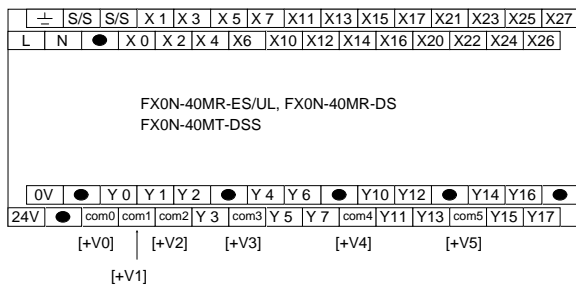 S/S S/S X 1 X 3 X 5 X 7 X11 X13 X15 X17 X21 X23 X25 X27
L N X 0 X 2 X 4 X6 X10 X12 X14 X16 X20 X22 X24 X26
FX0N-40MR-ES/UL, FX0N-40MR-DS
FX0N-40MT-DSS
0V Y 0 Y 1 Y 2 Y 4 Y 6 Y10 Y12 Y14 Y16
24V com0 com1 com2 Y 3 com3 Y 5 Y 7 com4 Y11 Y13 com5 Y15 Y17
[+V0] [+V2] [+V3] [+V4] [+V5]
[+V1]